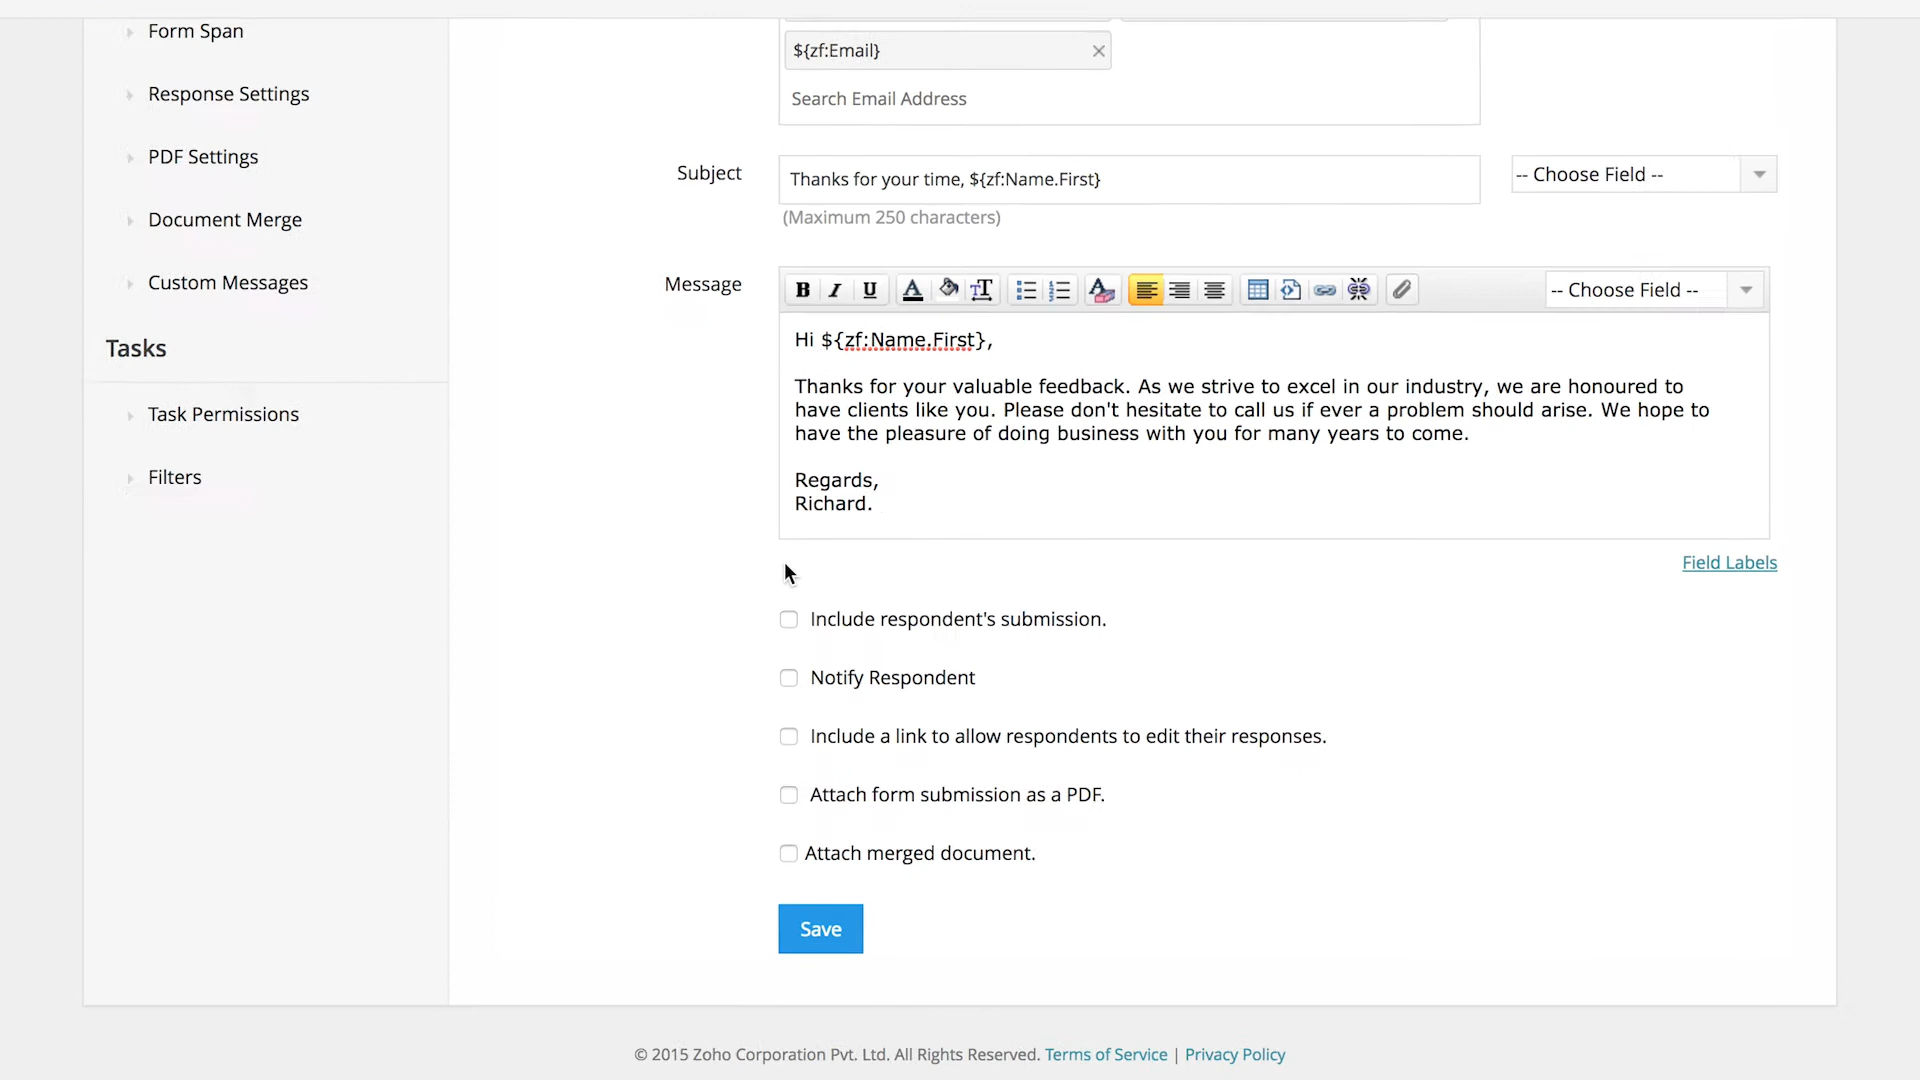 Form Span
Response Settings
PDF Settings
Document Merge
Custom Messages
Tasks
Task Permissions
Filters
${zf:Email}
Search Email Address
Subject
Thanks for your time, ${zf:Name.First}
-- Choose Field --
(Maximum 250 characters)
Message
B I U
-- Choose Field --
Hi ${zf:Name.First},
Thanks for your valuable feedback. As we strive to excel in our industry, we are honoured to
have clients like you. Please don't hesitate to call us if ever a problem should arise. We hope to
have the pleasure of doing business with you for many years to come.
Regards,
Richard.
Field Labels
Include respondent's submission.
Notify Respondent
Include a link to allow respondents to edit their responses.
Attach form submission as a PDF.
Attach merged document.
Save
© 2015 Zoho Corporation Pvt. Ltd. All Rights Reserved. Terms of Service | Privacy Policy